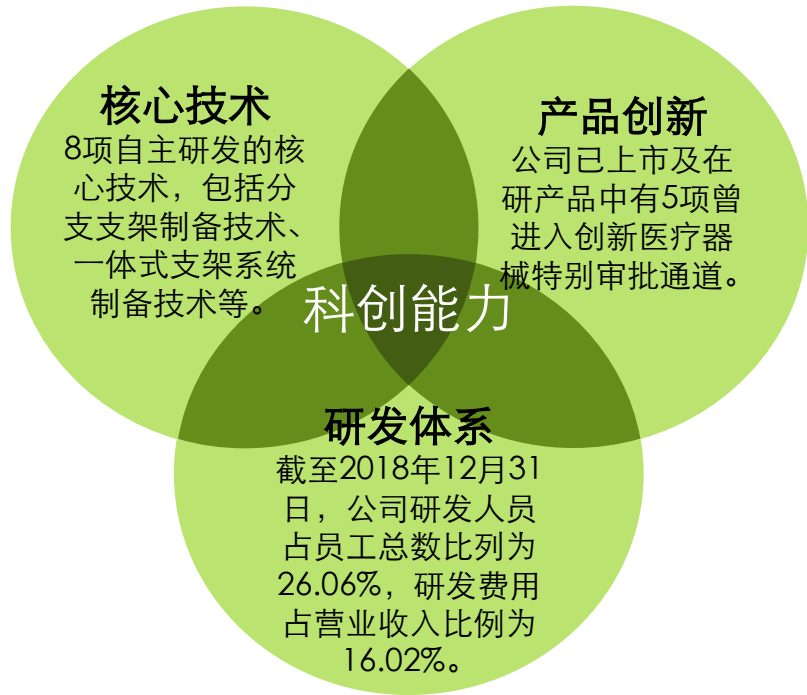 核心技术
8项自主研发的核
心技术，包括分
支支架制备技术、
一体式支架系统
制备技术等。
产品创新
公司已上市及在
研产品中有5项曾
进入创新医疗器
械特别审批通道。
科创能力
研发体系
截至2018年12月31
日，公司研发人员
占员工总数比列为
26.06%，研发费用
占营业收入比例为
16.02%。